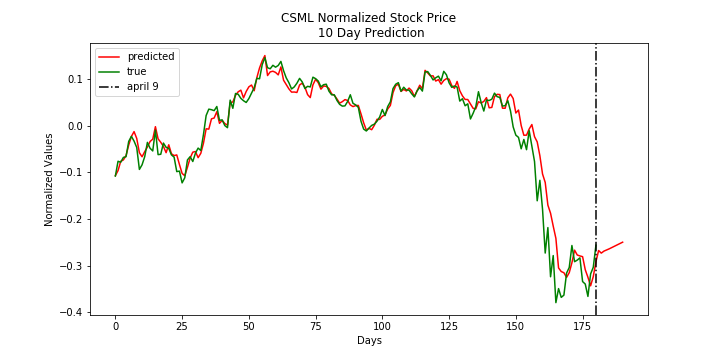 CSML Normalized Stock Price
10 Day Prediction
predicted
true
april 9
Normalized Values
0.1
0.0
−0.1
−0.2
−0.3
−0.4
0 25 50 75 100 125 150 175
Days